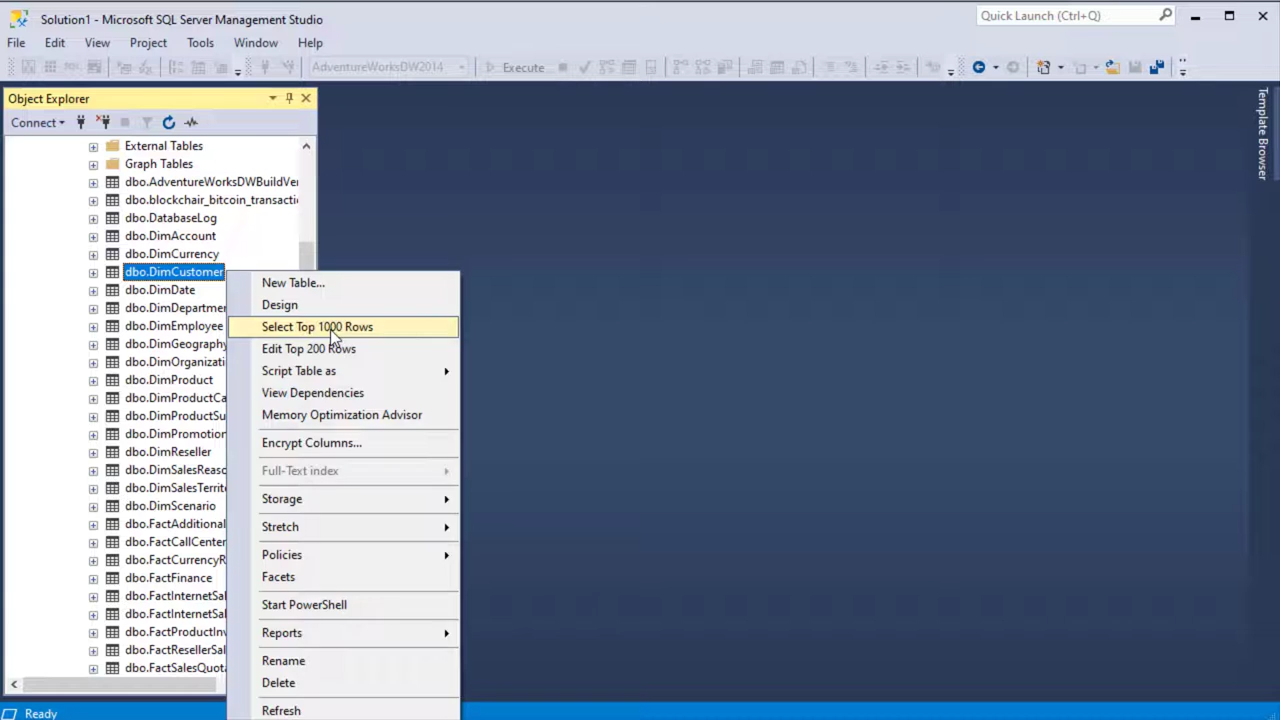 Solution1 - Microsoft SQL Server Management Studio
Quick Launch (Ctrl+Q)
File Edit View Project Tools Window Help
AdventureWorksDW2014
Execute
Object Explorer
Connect
External Tables
Graph Tables
dbo.AdventureWorksDWBuildVer
dbo.blockchair_bitcoin_transactio
dbo.DatabaseLog
dbo.DimAccount
dbo.DimCurrency
dbo.DimCustomer
dbo.DimDate
dbo.DimDepartmen
dbo.DimEmployee
dbo.DimGeography
dbo.DimOrganizati
dbo.DimProduct
dbo.DimProductCa
dbo.DimProductSu
dbo.DimPromotion
dbo.DimReseller
dbo.DimSalesReaso
dbo.DimSalesTerrito
dbo.DimScenario
dbo.FactAdditional
dbo.FactCallCenter
dbo.FactCurrencyR
dbo.FactFinance
dbo.FactInternetSal
dbo.FactInternetSal
dbo.FactProductInv
dbo.FactResellerSal
dbo.FactSalesQuota
New Table...
Design
Select Top 1000 Rows
Edit Top 200 Rows
Script Table as
View Dependencies
Memory Optimization Advisor
Encrypt Columns...
Full-Text index
Storage
Stretch
Policies
Facets
Start PowerShell
Reports
Rename
Delete
Refresh
Template Browser
Ready